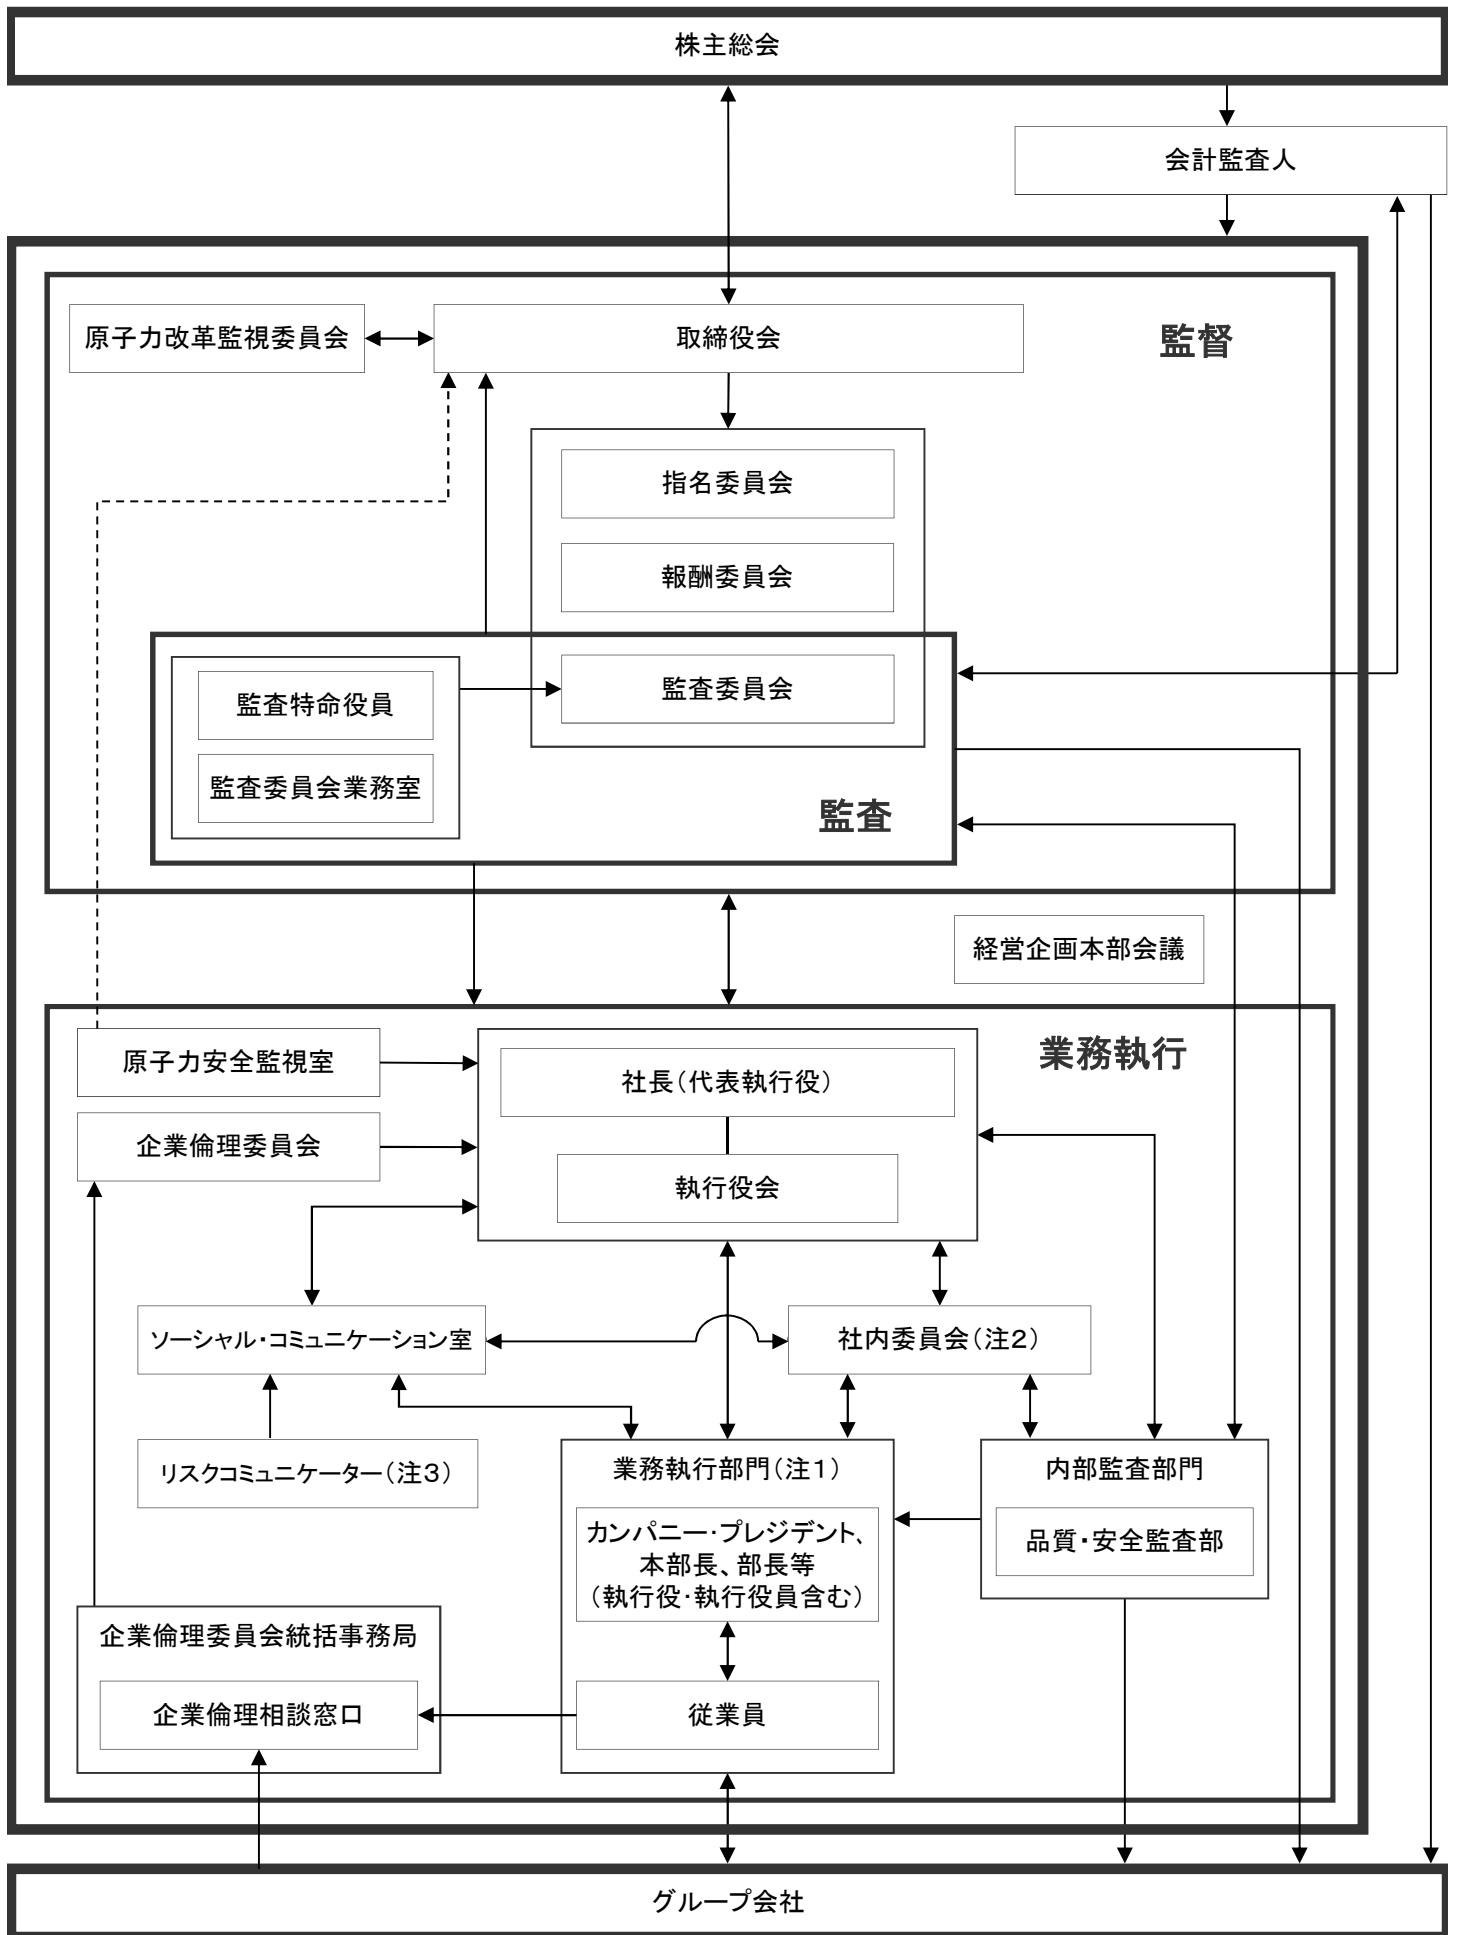 株主総会
会計監査人
原子力改革監視委員会
取締役会
監督
指名委員会
報酬委員会
監査特命役員
監査委員会
監査委員会業務室
監査
経営企画本部会議
業務執行
原子力安全監視室
社長（代表執行役）
企業倫理委員会
執行役会
ソーシャル・コミュニケーション室
社内委員会（注２）
リスクコミュニケーター（注３）
業務執行部門（注１）
カンパニー・プレジデント、
本部長、部長等
（執行役・執行役員含む）
内部監査部門
品質・安全監査部
企業倫理委員会統括事務局
企業倫理相談窓口
従業員
グループ会社